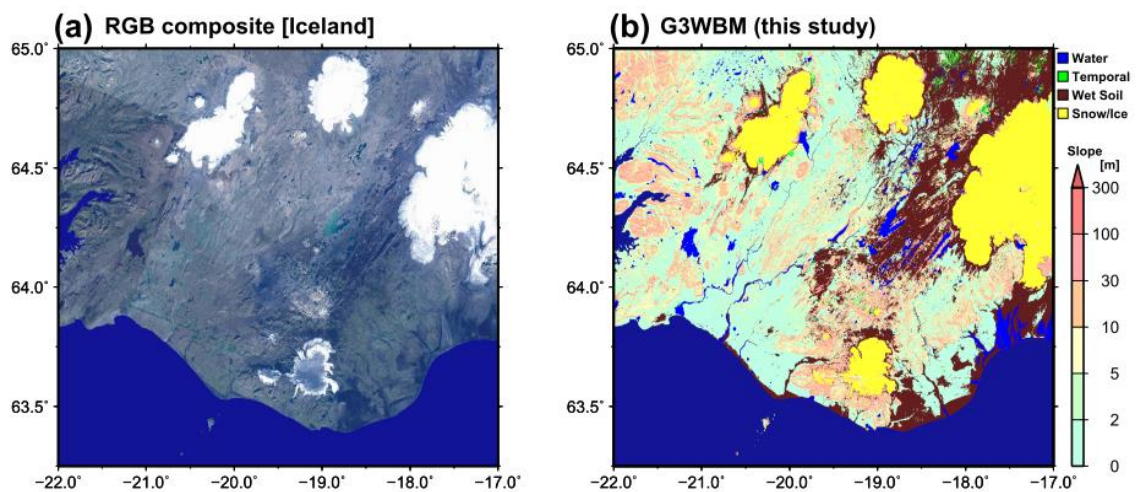 (a) RGB composite [Iceland]
65.0°
64.5°
64.0°
63.5°
−22.0° −21.0° −20.0° −19.0° −18.0° −17.0°
(b) G3WBM (this study)
65.0°
64.5°
64.0°
63.5°
−22.0° −21.0° −20.0° −19.0° −18.0° −17.0°
Water
Temporal
Wet Soil
Snow/Ice
Slope
[m]
300
100
30
10
5
2
0